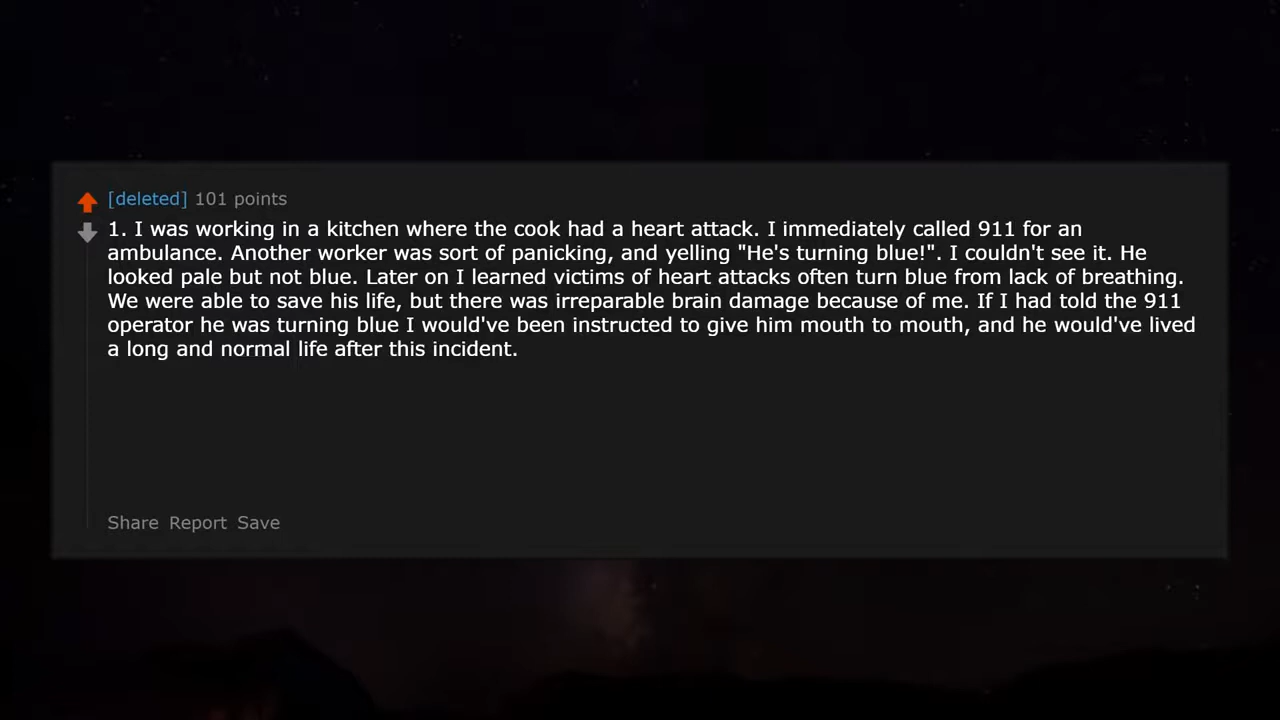 [deleted] 101 points
1. I was working in a kitchen where the cook had a heart attack. I immediately called 911 for an
ambulance. Another worker was sort of panicking, and yelling "He's turning blue!". I couldn't see it. He
looked pale but not blue. Later on I learned victims of heart attacks often turn blue from lack of breathing.
We were able to save his life, but there was irreparable brain damage because of me. If I had told the 911
operator he was turning blue I would've been instructed to give him mouth to mouth, and he would've lived
a long and normal life after this incident.
Share Report Save